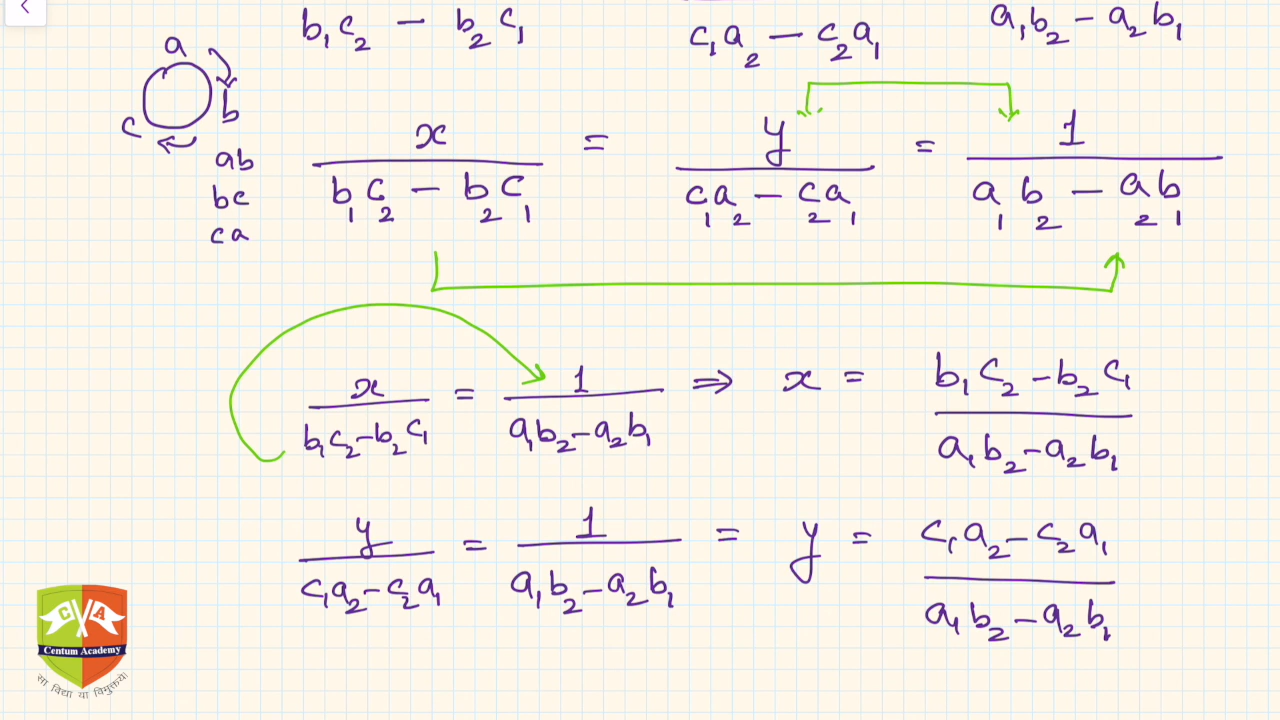 b₁c₂ − b₂c₁ c₁a₂ − c₂a₁ a₁b₂ − a₂b₁
a
b
c
ab
bc
ca
x/(b₁c₂ − b₂c₁) = y/(c₁a₂ − c₂a₁) = 1/(a₁b₂ − a₂b₁)
x/(b₁c₂−b₂c₁) = 1/(a₁b₂−a₂b₁) ⇒ x = (b₁c₂−b₂c₁)/(a₁b₂−a₂b₁)
y/(c₁a₂−c₂a₁) = 1/(a₁b₂−a₂b₁) = y = (c₁a₂−c₂a₁)/(a₁b₂−a₂b₁)
C A
Centum Academy
सा विद्या या विमुक्तये